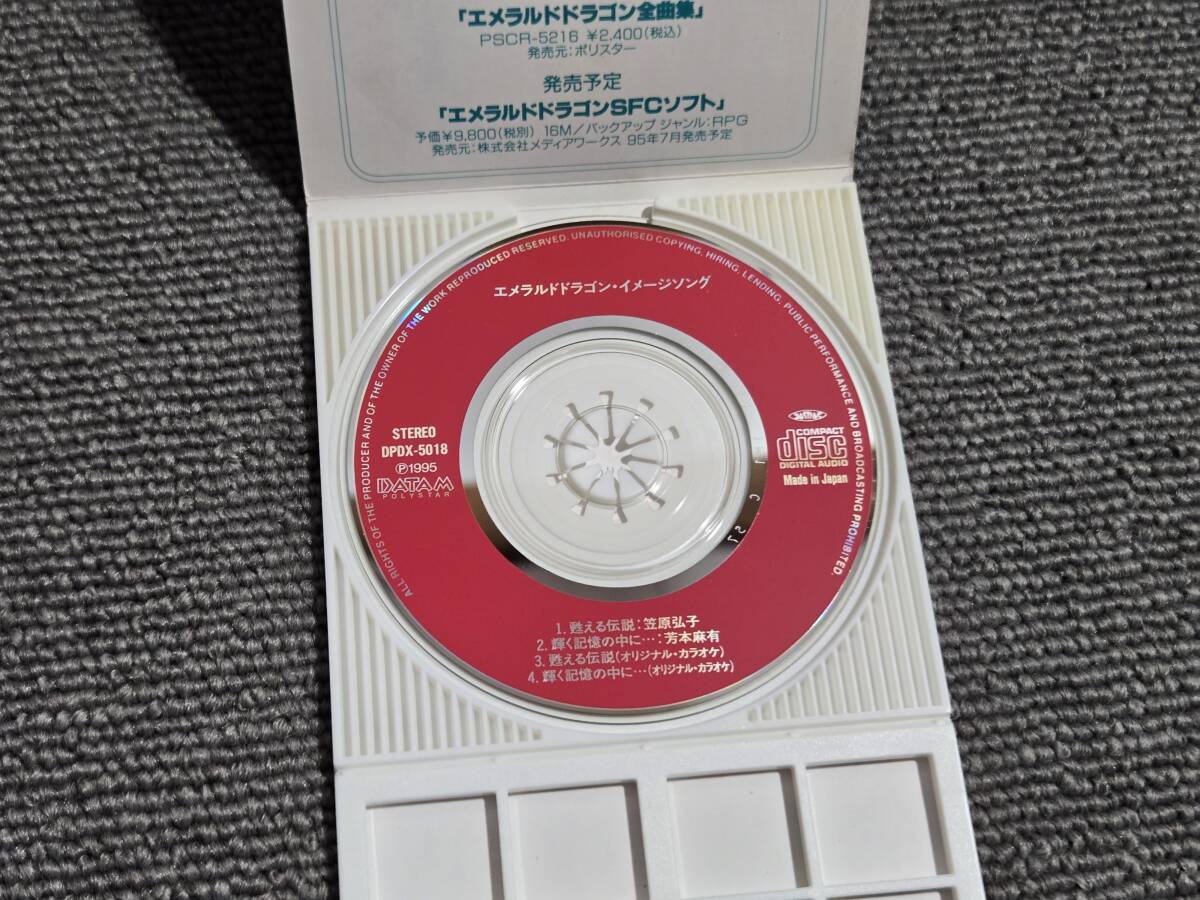 「エメラルドドラゴン全曲集」
PSCR-5216 ¥2,400(税込)
発売元:ポリスター
発売予定
「エメラルドドラゴンSFCソフト」
予価¥9,800(税別) 16M/バックアップ ジャンル:RPG
発売元:株式会社メディアワークス 95年7月発売予定
ALL RIGHTS OF THE PRODUCER AND OF THE OWNER OF THE WORK REPRODUCED RESERVED. UNAUTHORISED COPYING, HIRING, LENDING, PUBLIC PERFORMANCE AND BROADCASTING PROHIBITED.
エメラルドドラゴン・イメージソング
STEREO
DPDX-5018
Ⓟ1995
DATAM
POLYSTAR
COMPACT
disc
DIGITAL AUDIO
Made in Japan
1. 甦える伝説:笠原弘子
2. 輝く記憶の中に…:芳本麻有
3. 甦える伝説(オリジナル・カラオケ)
4. 輝く記憶の中に…(オリジナル・カラオケ)